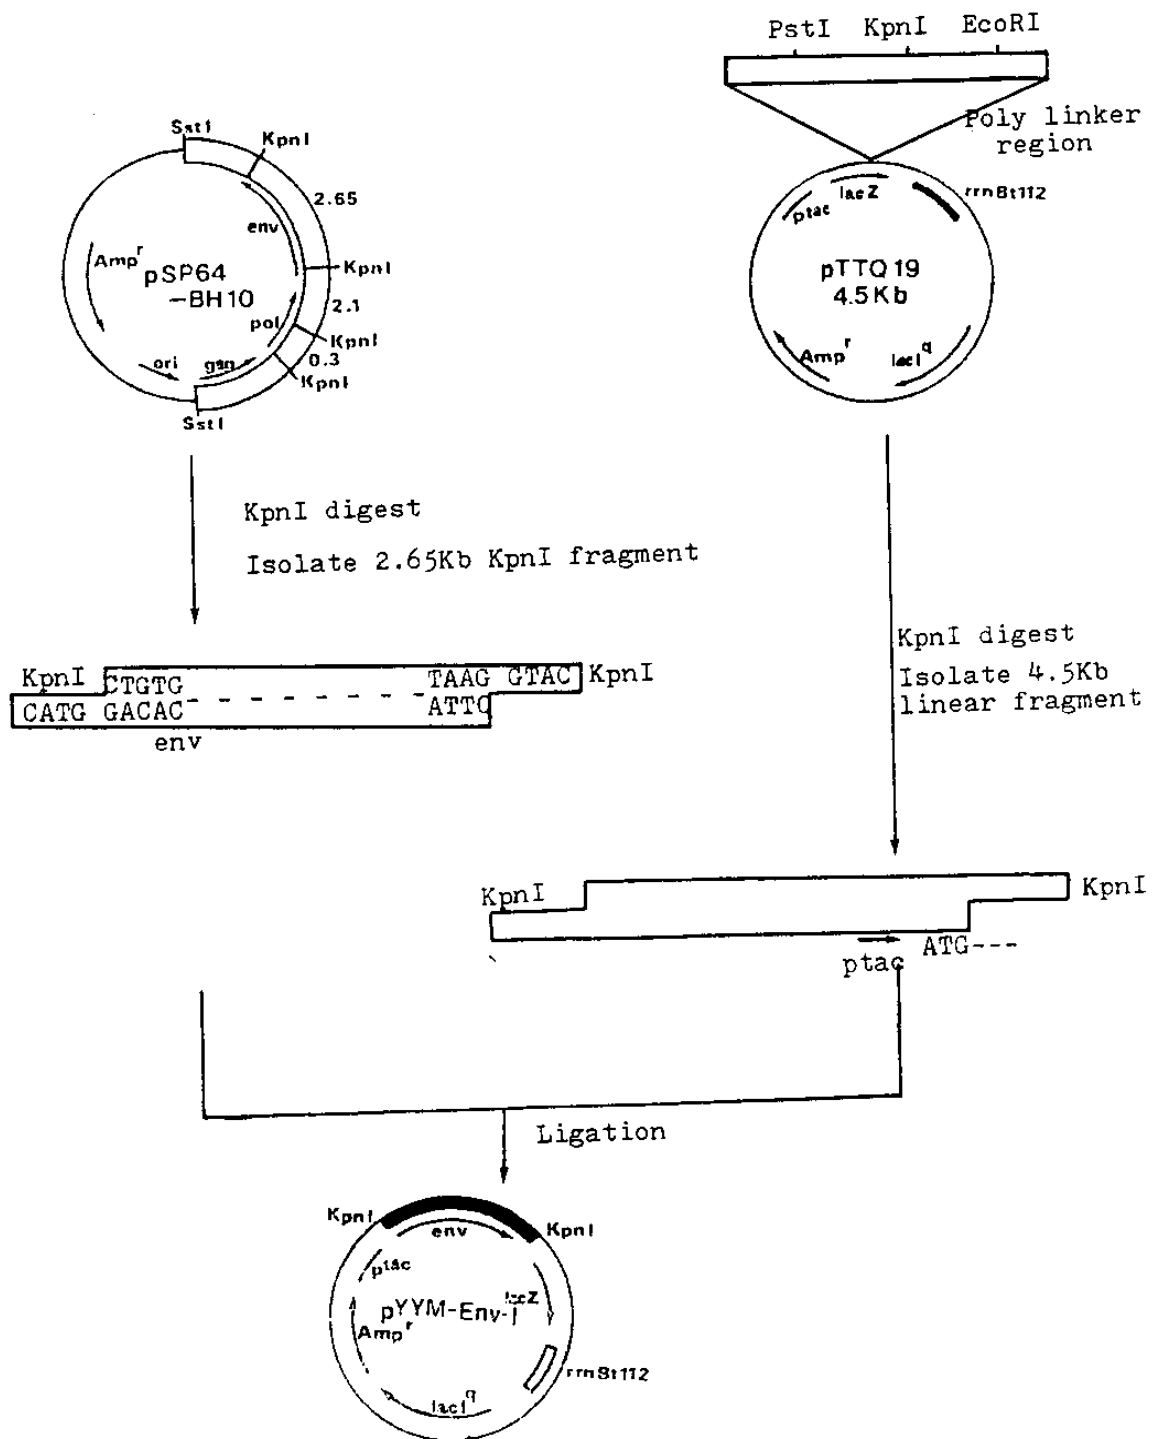 PstI KpnI EcoRI
Poly linker
region
SstI
KpnI
2.65
env
KpnI
2.1
pol
KpnI
0.3
KpnI
gag
ori
SstI
Amp r
pSP64
-BH10
ptac
lacZ
rrnBt1t2
pTTQ19
4.5Kb
Amp r
lacI q
KpnI digest
Isolate 2.65Kb KpnI fragment
KpnI digest
Isolate 4.5Kb
linear fragment
KpnI CTGTG - - - - - - - - TAAG GTAC KpnI
CATG GACAC ATTC
env
KpnI
KpnI
ptac ATG---
Ligation
KpnI
env
KpnI
ptac
lacZ
pYYM-Env-1
Amp r
rrnBt1t2
lacI q